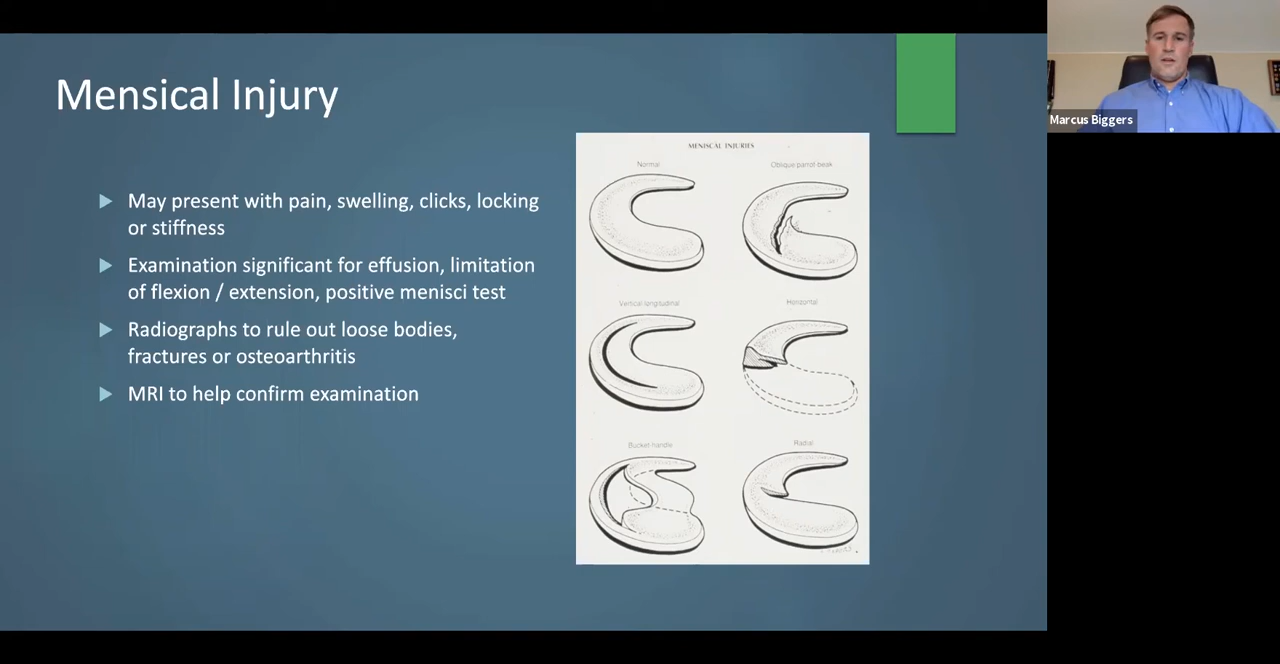 Mensical Injury
May present with pain, swelling, clicks, locking
or stiffness
Examination significant for effusion, limitation
of flexion / extension, positive menisci test
Radiographs to rule out loose bodies,
fractures or osteoarthritis
MRI to help confirm examination
MENISCAL INJURIES
Normal
Oblique/parrot-beak
Vertical longitudinal
Horizontal
Bucket-handle
Radial
Marcus Biggers